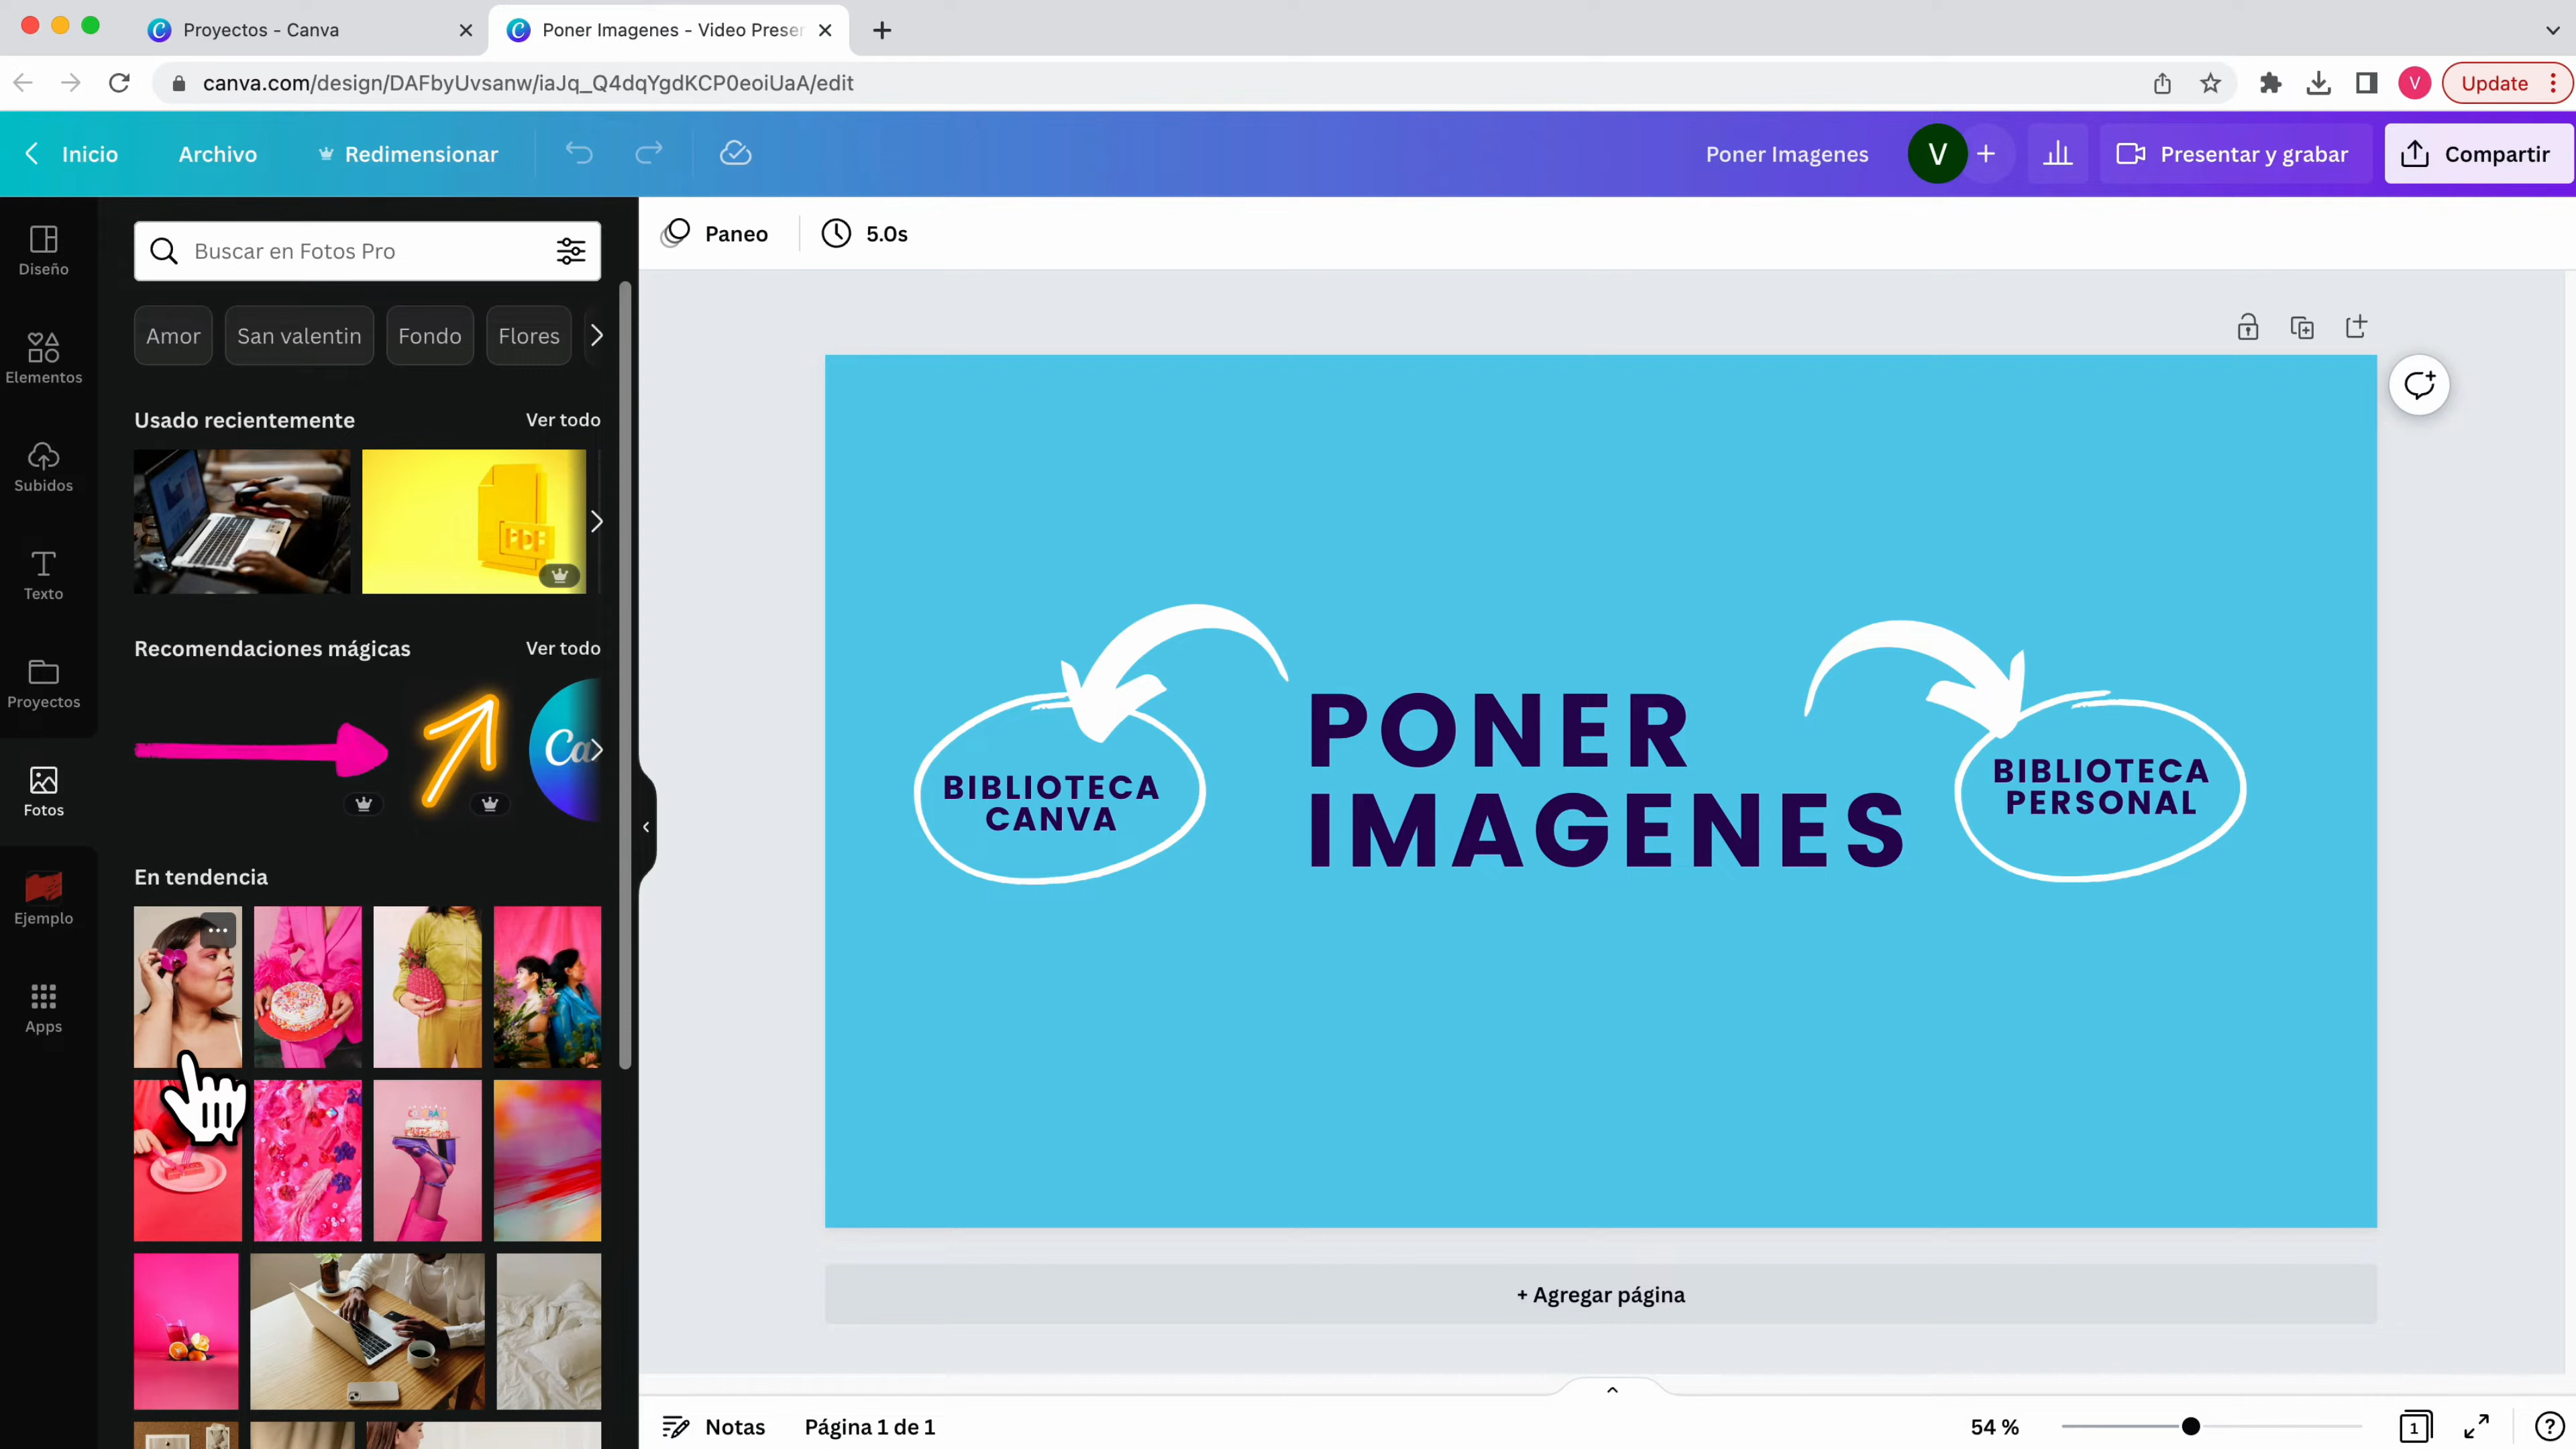 Proyectos - Canva
Poner Imagenes - Video Preser
canva.com/design/DAFbyUvsanw/iaJq_Q4dqYgdKCP0eoiUaA/edit
V
Update
Inicio
Archivo
Redimensionar
Poner Imagenes
V
Presentar y grabar
Compartir
Diseño
Elementos
Subidos
Texto
Proyectos
Fotos
Ejemplo
Apps
Buscar en Fotos Pro
Amor
San valentin
Fondo
Flores
Usado recientemente
Ver todo
PDF
Recomendaciones mágicas
Ver todo
Ca
En tendencia
Paneo
5.0s
BIBLIOTECA
CANVA
PONER
IMAGENES
BIBLIOTECA
PERSONAL
+ Agregar página
Notas
Página 1 de 1
54 %
1